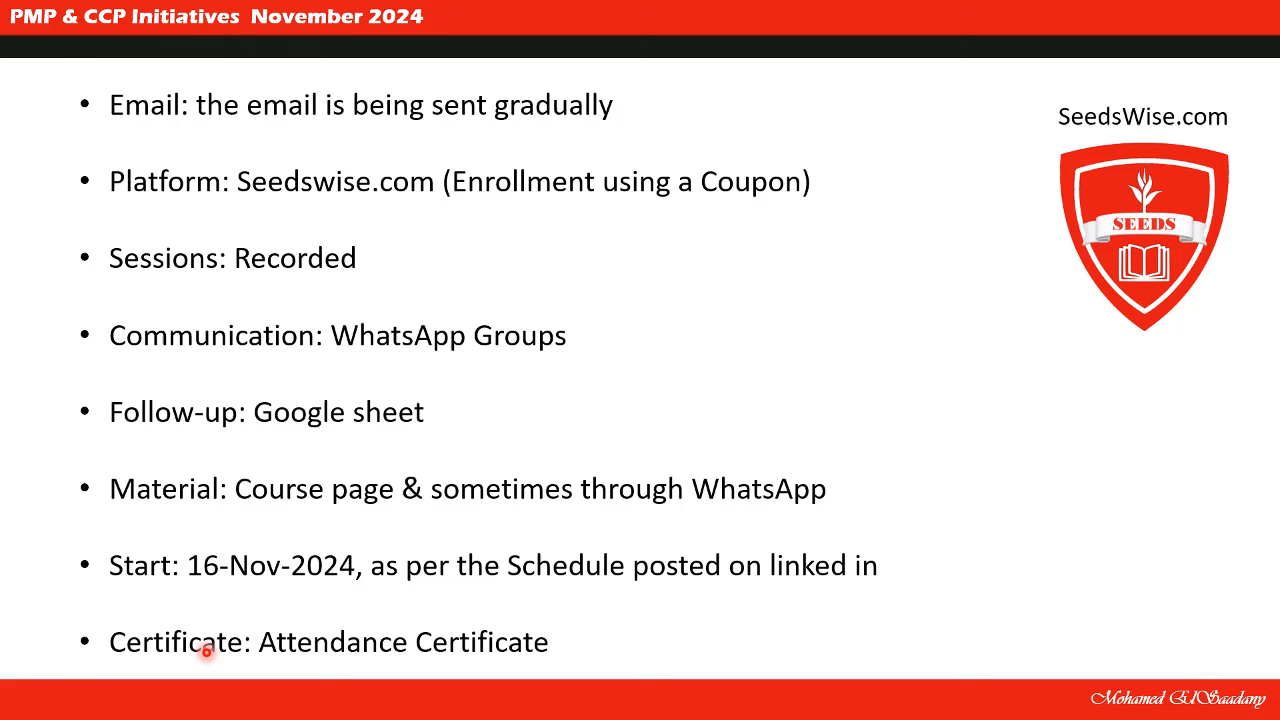 PMP & CCP Initiatives November 2024
• Email: the email is being sent gradually
• Platform: Seedswise.com (Enrollment using a Coupon)
• Sessions: Recorded
• Communication: WhatsApp Groups
• Follow-up: Google sheet
• Material: Course page & sometimes through WhatsApp
• Start: 16-Nov-2024, as per the Schedule posted on linked in
• Certificate: Attendance Certificate
6
SeedsWise.com
SEEDS
Mohamed ElSaadany